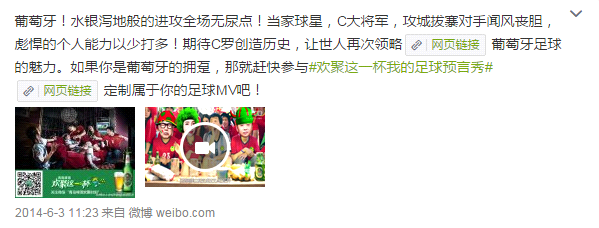 葡萄牙！水银泻地般的进攻全场无尿点！当家球星，C大将军，攻城拔寨对手闻风丧胆，
彪悍的个人能力以少打多！期待C罗创造历史，让世人再次领略 网页链接 葡萄牙足球
的魅力。如果你是葡萄牙的拥趸，那就赶快参与#欢聚这一杯我的足球预言秀#
网页链接 定制属于你的足球MV吧！
欢聚这一杯
2014-6-3 11:23 来自 微博 weibo.com